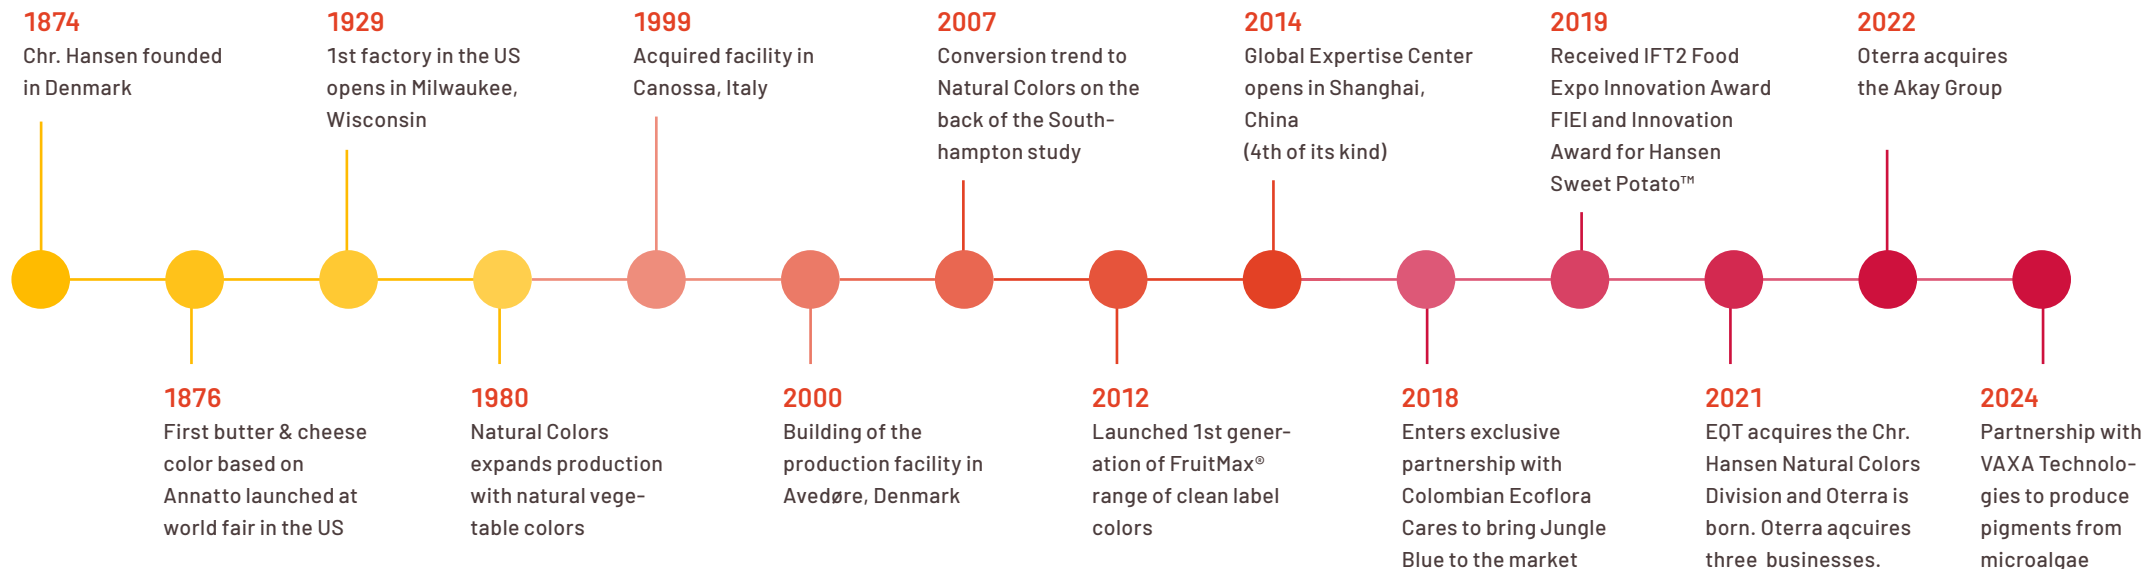 1874
Chr. Hansen founded
in Denmark
1929
1st factory in the US
opens in Milwaukee,
Wisconsin
1999
Acquired facility in
Canossa, Italy
2007
Conversion trend to
Natural Colors on the
back of the South-
hampton study
2014
Global Expertise Center
opens in Shanghai,
China
(4th of its kind)
2019
Received IFT2 Food
Expo Innovation Award
FIEI and Innovation
Award for Hansen
Sweet Potato™
2022
Oterra acquires
the Akay Group
1876
First butter & cheese
color based on
Annatto launched at
world fair in the US
1980
Natural Colors
expands production
with natural vege-
table colors
2000
Building of the
production facility in
Avedøre, Denmark
2012
Launched 1st gener-
ation of FruitMax®
range of clean label
colors
2018
Enters exclusive
partnership with
Colombian Ecoflora
Cares to bring Jungle
Blue to the market
2021
EQT acquires the Chr.
Hansen Natural Colors
Division and Oterra is
born. Oterra aqcuires
three businesses.
2024
Partnership with
VAXA Technolo-
gies to produce
pigments from
microalgae